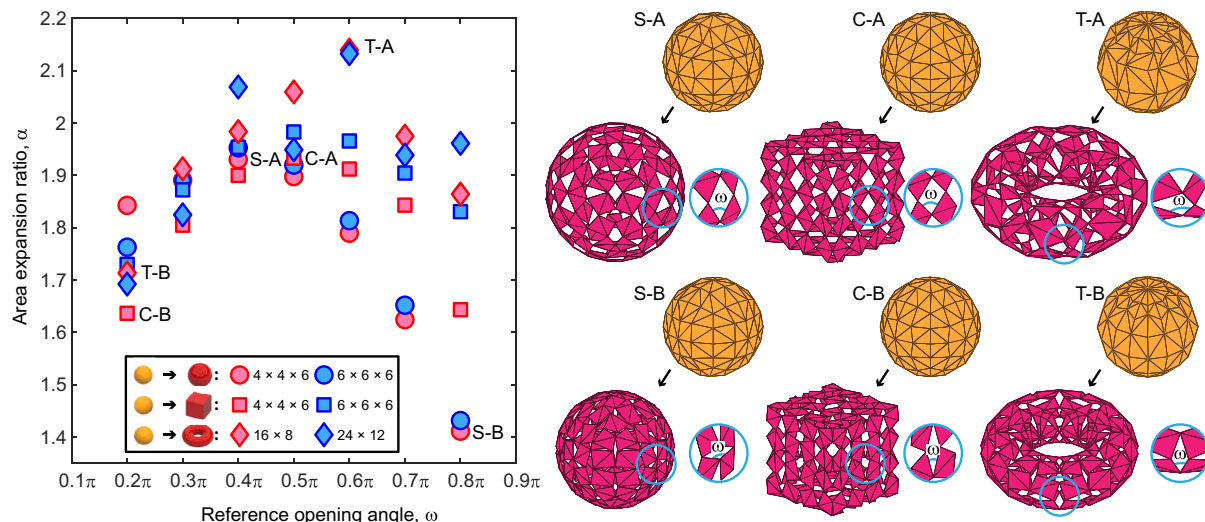 Area expansion ratio, α
2.2
2.1
2
1.9
1.8
1.7
1.6
1.5
1.4
T-A
S-A
C-A
T-B
C-B
S-B
: 4 × 4 × 6 6 × 6 × 6
: 4 × 4 × 6 6 × 6 × 6
: 16 × 8 24 × 12
0.1π 0.2π 0.3π 0.4π 0.5π 0.6π 0.7π 0.8π 0.9π
Reference opening angle, ω
S-A C-A T-A
ω ω ω
S-B C-B T-B
ω ω ω